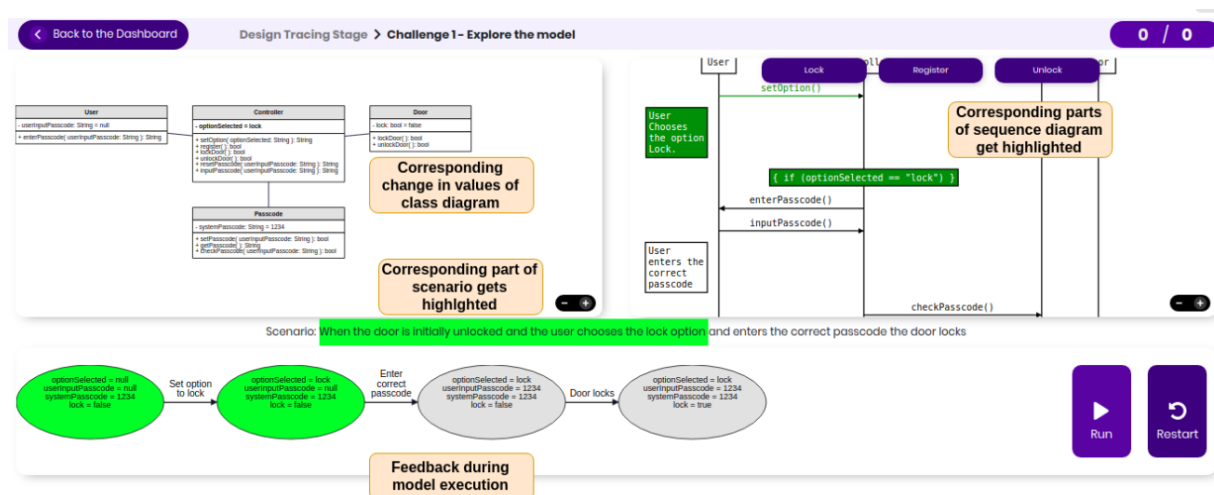 Back to the Dashboard
Design Tracing Stage > Challenge 1 - Explore the model
0 / 0
User
- userInputPasscode: String = null
+ enterPasscode( userInputPasscode: String ): String
Controller
- optionSelected = lock
+ setOption( optionSelected: String ): String
+ register( ): bool
+ lockDoor( ): bool
+ unlockDoor( ): bool
+ resetPasscode( userInputPasscode: String ): String
+ inputPasscode( userInputPasscode: String ): String
Door
- lock: bool = false
+ lockDoor( ): bool
+ unlockDoor( ): bool
Passcode
- systemPasscode: String = 1234
+ setPasscode( userInputPasscode: String ): bool
+ getPasscode( ): String
+ checkPasscode( userInputPasscode: String ): bool
Corresponding
change in values of
class diagram
Corresponding part of
scenario gets
highlghted
User
Lock
Register
Unlock
setOption()
User
Chooses
the option
Lock.
Corresponding parts
of sequence diagram
get highlighted
{ if (optionSelected == "lock") }
enterPasscode()
inputPasscode()
User
enters the
correct
passcode
checkPasscode()
Scenario: When the door is initially unlocked and the user chooses the lock option and enters the correct passcode the door locks
optionSelected = null
userInputPasscode = null
systemPasscode = 1234
lock = false
Set option
to lock
optionSelected = lock
userInputPasscode = null
systemPasscode = 1234
lock = false
Enter
correct
passcode
optionSelected = lock
userInputPasscode = 1234
systemPasscode = 1234
lock = false
Door locks
optionSelected = lock
userInputPasscode = 1234
systemPasscode = 1234
lock = true
Run
Restart
Feedback during
model execution